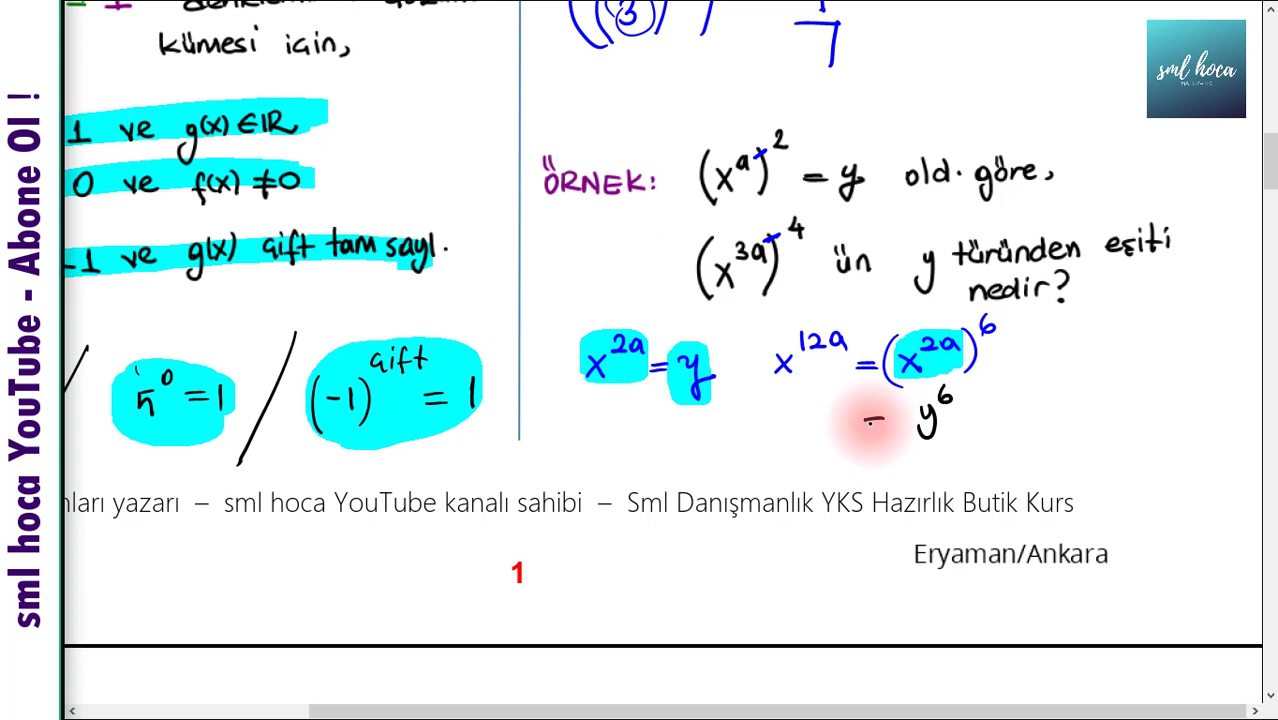 sml hoca YouTube - Abone Ol !
kümesi için,
1 ve g(x) ∈ IR
0 ve f(x) ≠ 0
-1 ve g(x) çift tam sayı.
5⁰ = 1 / (-1)^çift = 1
sml hoca
ÖRNEK: (x^a)^2 = y old. göre,
(x^3a)^4 ün y türünden eşiti
nedir?
x^2a = y x^12a = (x^2a)^6
= y^6
nları yazarı – sml hoca YouTube kanalı sahibi – Sml Danışmanlık YKS Hazırlık Butik Kurs
Eryaman/Ankara
1